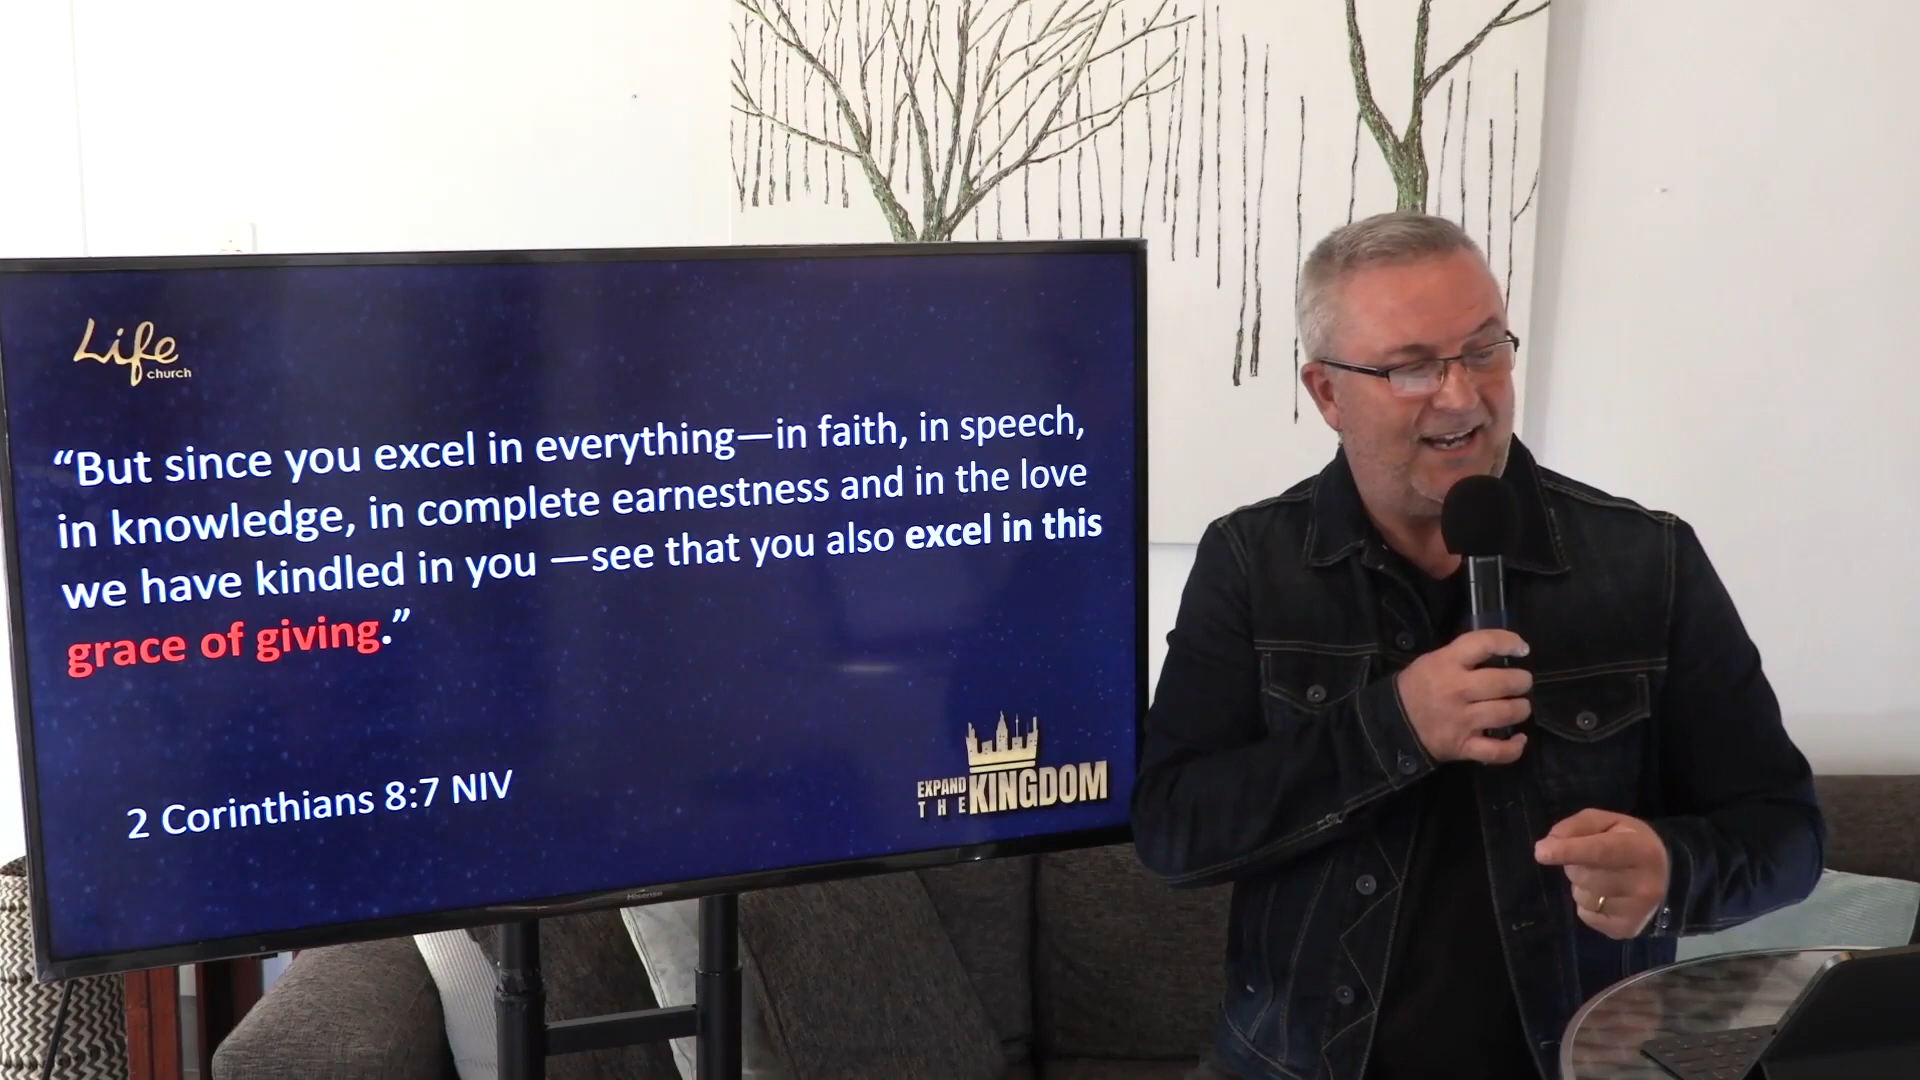 Life
church
“But since you excel in everything—in faith, in speech,
in knowledge, in complete earnestness and in the love
we have kindled in you —see that you also excel in this
grace of giving.”
2 Corinthians 8:7 NIV
EXPAND
THE KINGDOM
Hisense